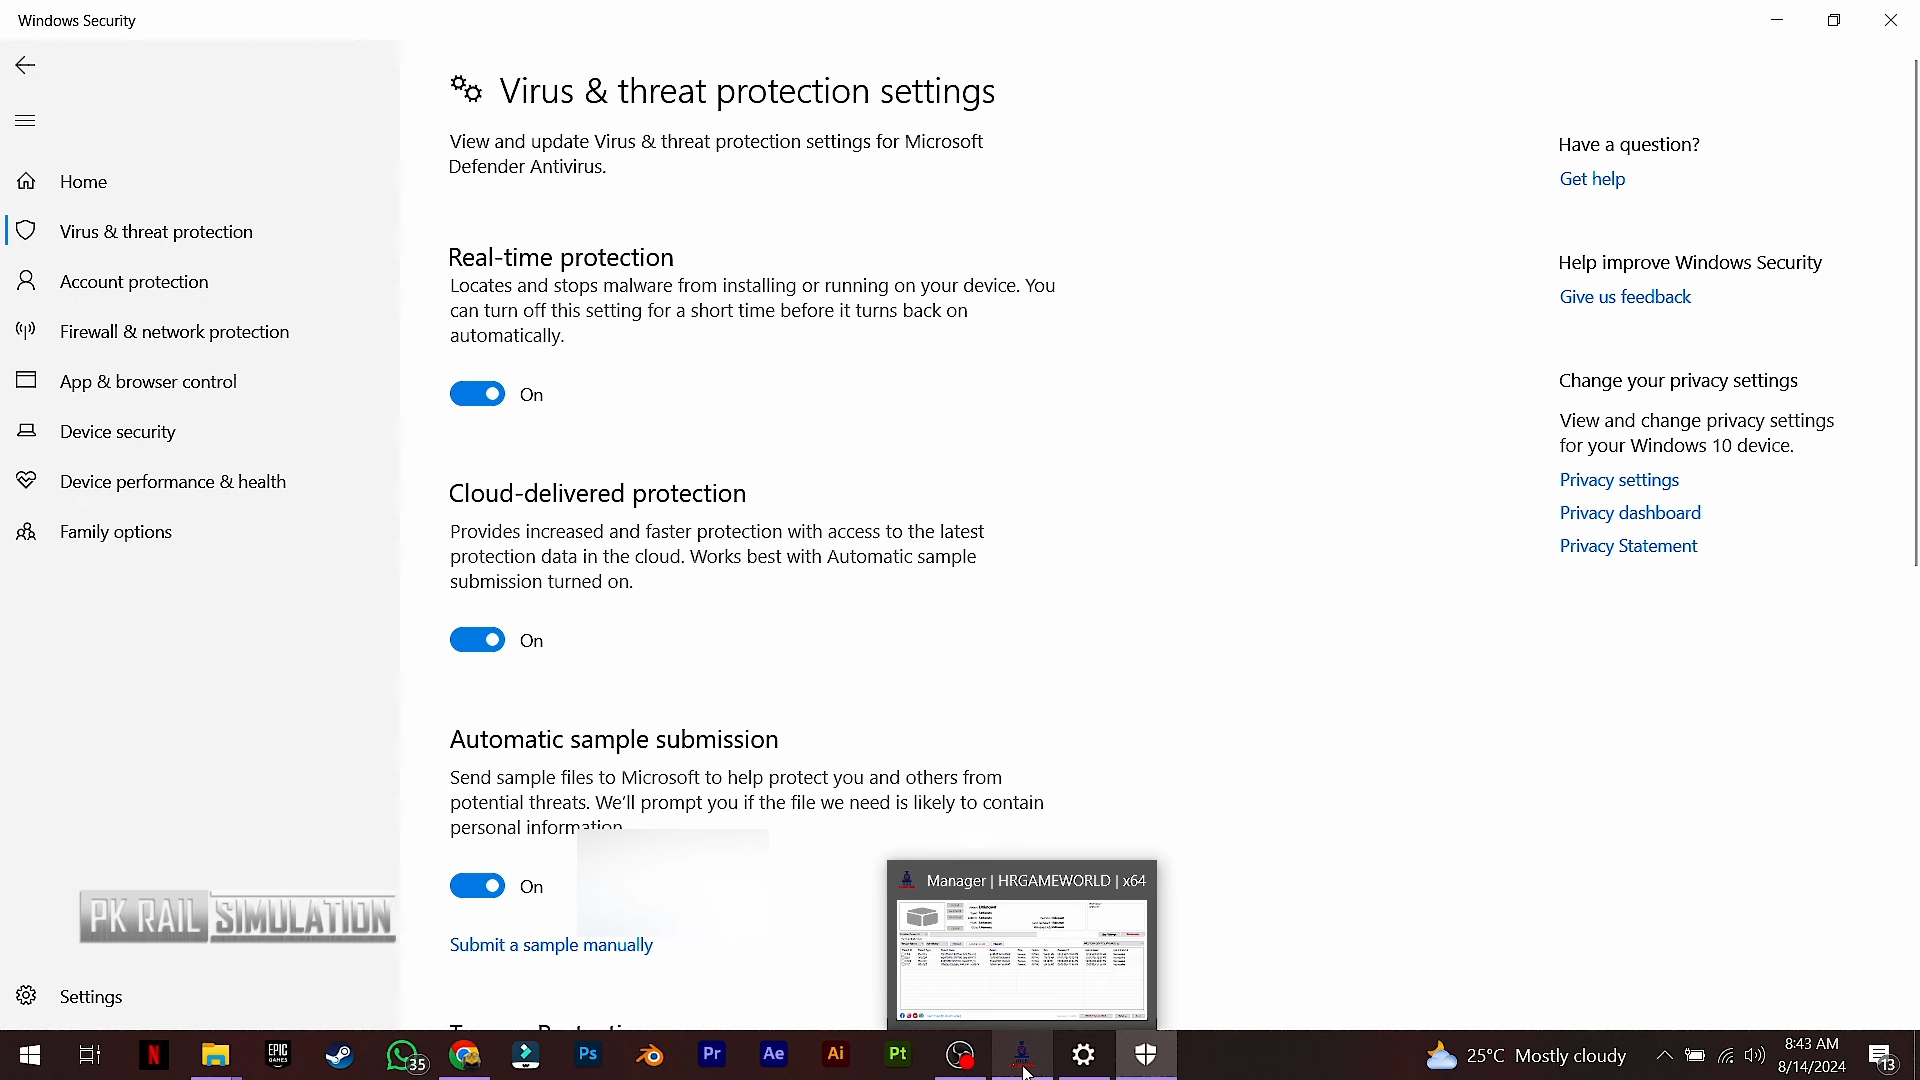 Windows Security
Home
Virus & threat protection
Account protection
Firewall & network protection
App & browser control
Device security
Device performance & health
Family options
PK RAIL SIMULATION
Settings
Virus & threat protection settings
View and update Virus & threat protection settings for Microsoft
Defender Antivirus.
Real-time protection
Locates and stops malware from installing or running on your device. You
can turn off this setting for a short time before it turns back on
automatically.
On
Cloud-delivered protection
Provides increased and faster protection with access to the latest
protection data in the cloud. Works best with Automatic sample
submission turned on.
On
Automatic sample submission
Send sample files to Microsoft to help protect you and others from
potential threats. We'll prompt you if the file we need is likely to contain
personal information.
On
Submit a sample manually
Have a question?
Get help
Help improve Windows Security
Give us feedback
Change your privacy settings
View and change privacy settings
for your Windows 10 device.
Privacy settings
Privacy dashboard
Privacy Statement
Manager | HRGAMEWORLD | x64
N
EPIC
GAMES
35
Ps
Pr
Ae
Ai
Pt
25°C Mostly cloudy
8:43 AM
8/14/2024
13